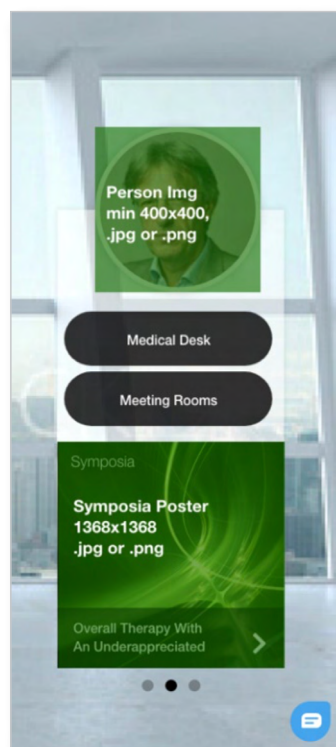 Person Img
min 400x400,
.jpg or .png
Medical Desk
Meeting Rooms
Symposia
Symposia Poster
1368x1368
.jpg or .png
Overall Therapy With
An Underappreciated